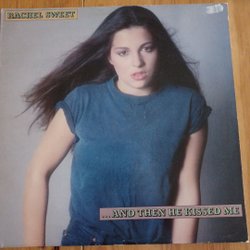 RACHEL SWEET
...AND THEN HE KISSED ME